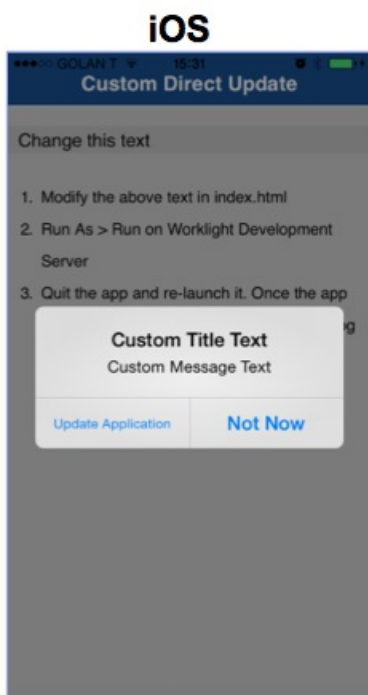 iOS
GOLAN T 15:31
Custom Direct Update
Change this text
1. Modify the above text in index.html
2. Run As > Run on Worklight Development
Server
3. Quit the app and re-launch it. Once the app
Custom Title Text
Custom Message Text
Update Application Not Now